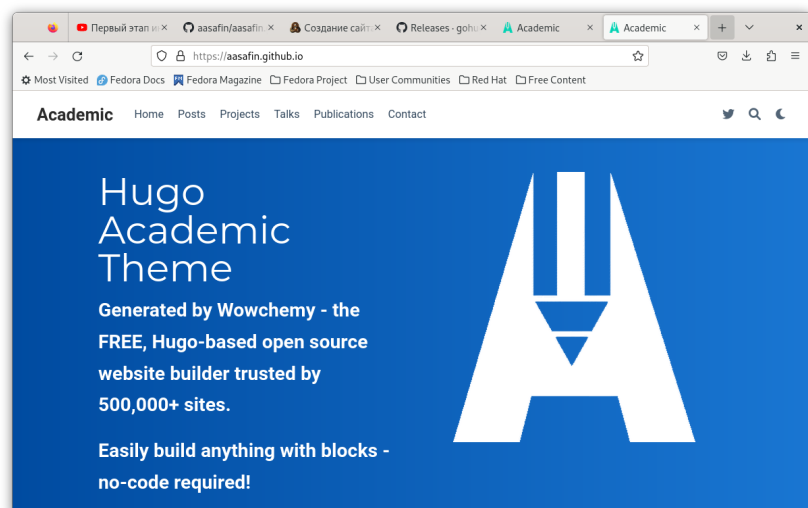 Первый этап и
aasafin/aasafin.
Создание сайт
Releases · gohu
Academic
Academic
https://aasafin.github.io
Most Visited Fedora Docs Fedora Magazine Fedora Project User Communities Red Hat Free Content
Academic Home Posts Projects Talks Publications Contact
Hugo
Academic
Theme
Generated by Wowchemy - the
FREE, Hugo-based open source
website builder trusted by
500,000+ sites.
Easily build anything with blocks -
no-code required!